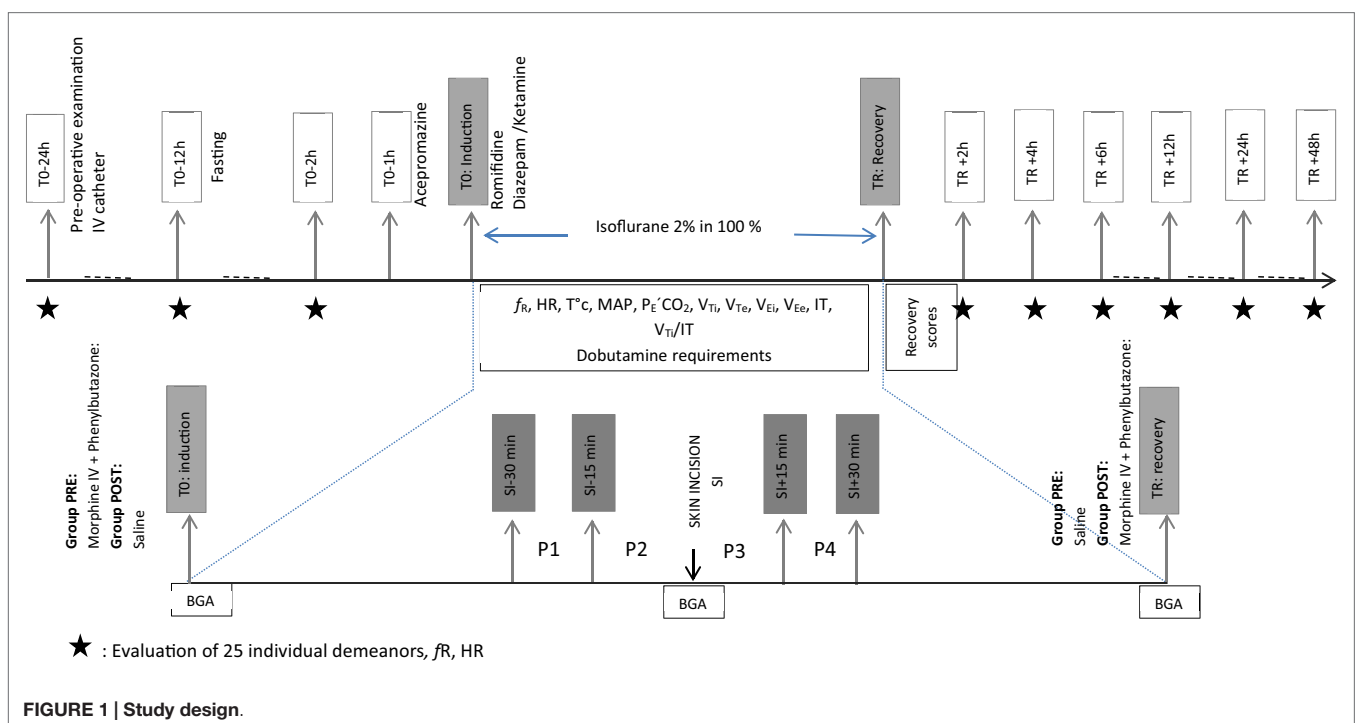 T0-24h
Pre-operative examination
IV catheter
T0-12h
Fasting
T0-2h
T0-1h
Acepromazine
T0: Induction
Romifidine
Diazepam /Ketamine
Isoflurane 2% in 100 %
TR: Recovery
TR +2h
TR +4h
TR +6h
TR +12h
TR +24h
TR +48h
fR, HR, T°c, MAP, PE´CO2, VTi, VTe, VEi, VEe, IT,
VTi/IT
Dobutamine requirements
Recovery
scores
Group PRE:
Morphine IV + Phenylbutazone:
Group POST:
Saline
T0: induction
SI-30 min
SI-15 min
SKIN INCISION
SI
SI+15 min
SI+30 min
Group PRE:
Saline
Group POST:
Morphine IV + Phenylbutazone:
TR: recovery
P1
P2
P3
P4
BGA
BGA
BGA
★ : Evaluation of 25 individual demeanors, fR, HR
FIGURE 1 | Study design.